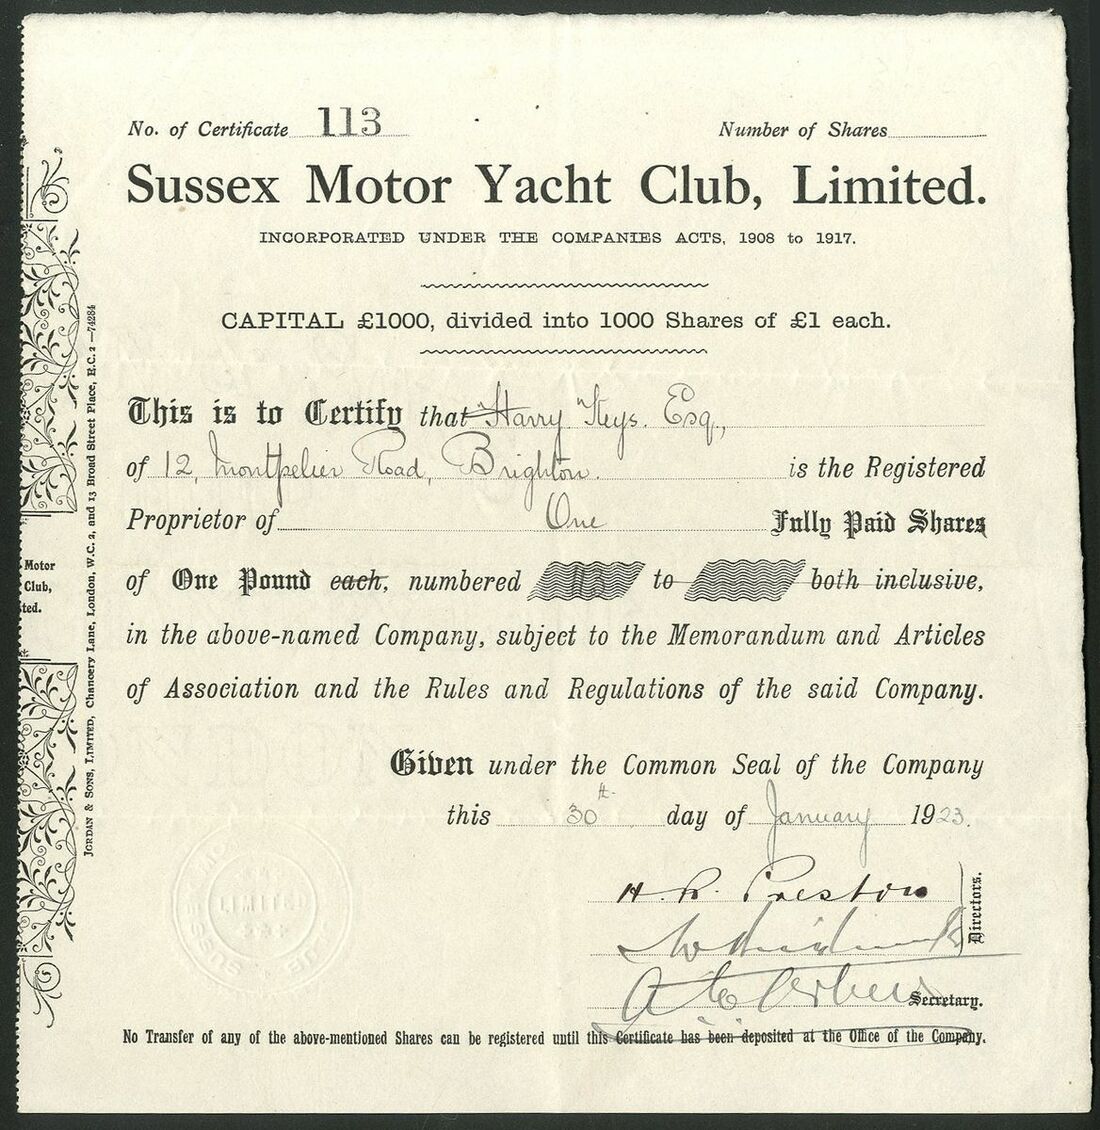 No. of Certificate 113 Number of Shares
Sussex Motor Yacht Club, Limited.
INCORPORATED UNDER THE COMPANIES ACTS, 1908 to 1917.
CAPITAL £1000, divided into 1000 Shares of £1 each.
This is to Certify that Harry Keys. Esq.,
of 12, Montpelier Road, Brighton. is the Registered
Proprietor of One Fully Paid Shares
of One Pound each, numbered to both inclusive,
in the above-named Company, subject to the Memorandum and Articles
of Association and the Rules and Regulations of the said Company.
Given under the Common Seal of the Company
this 30th. day of January 1923.
H. R. Preston
Directors.
Secretary.
No Transfer of any of the above-mentioned Shares can be registered until this Certificate has been deposited at the Office of the Company.
JORDAN & SONS, LIMITED, Chancery Lane, London, W.C. 2, and 13 Broad Street Place, E.C. 2 —74284
Motor
Club,
ted.
LIMITED